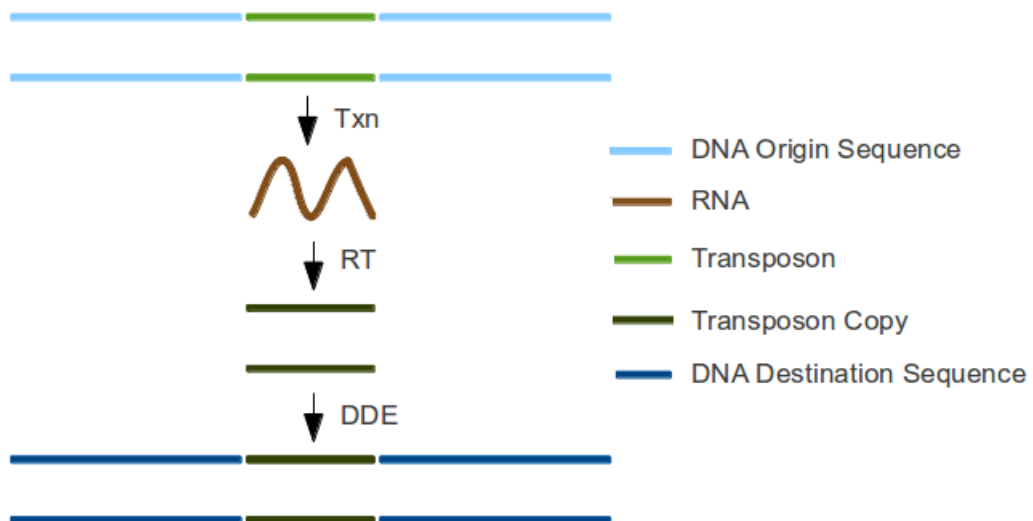 Txn
DNA Origin Sequence
RNA
RT
Transposon
Transposon Copy
DNA Destination Sequence
DDE